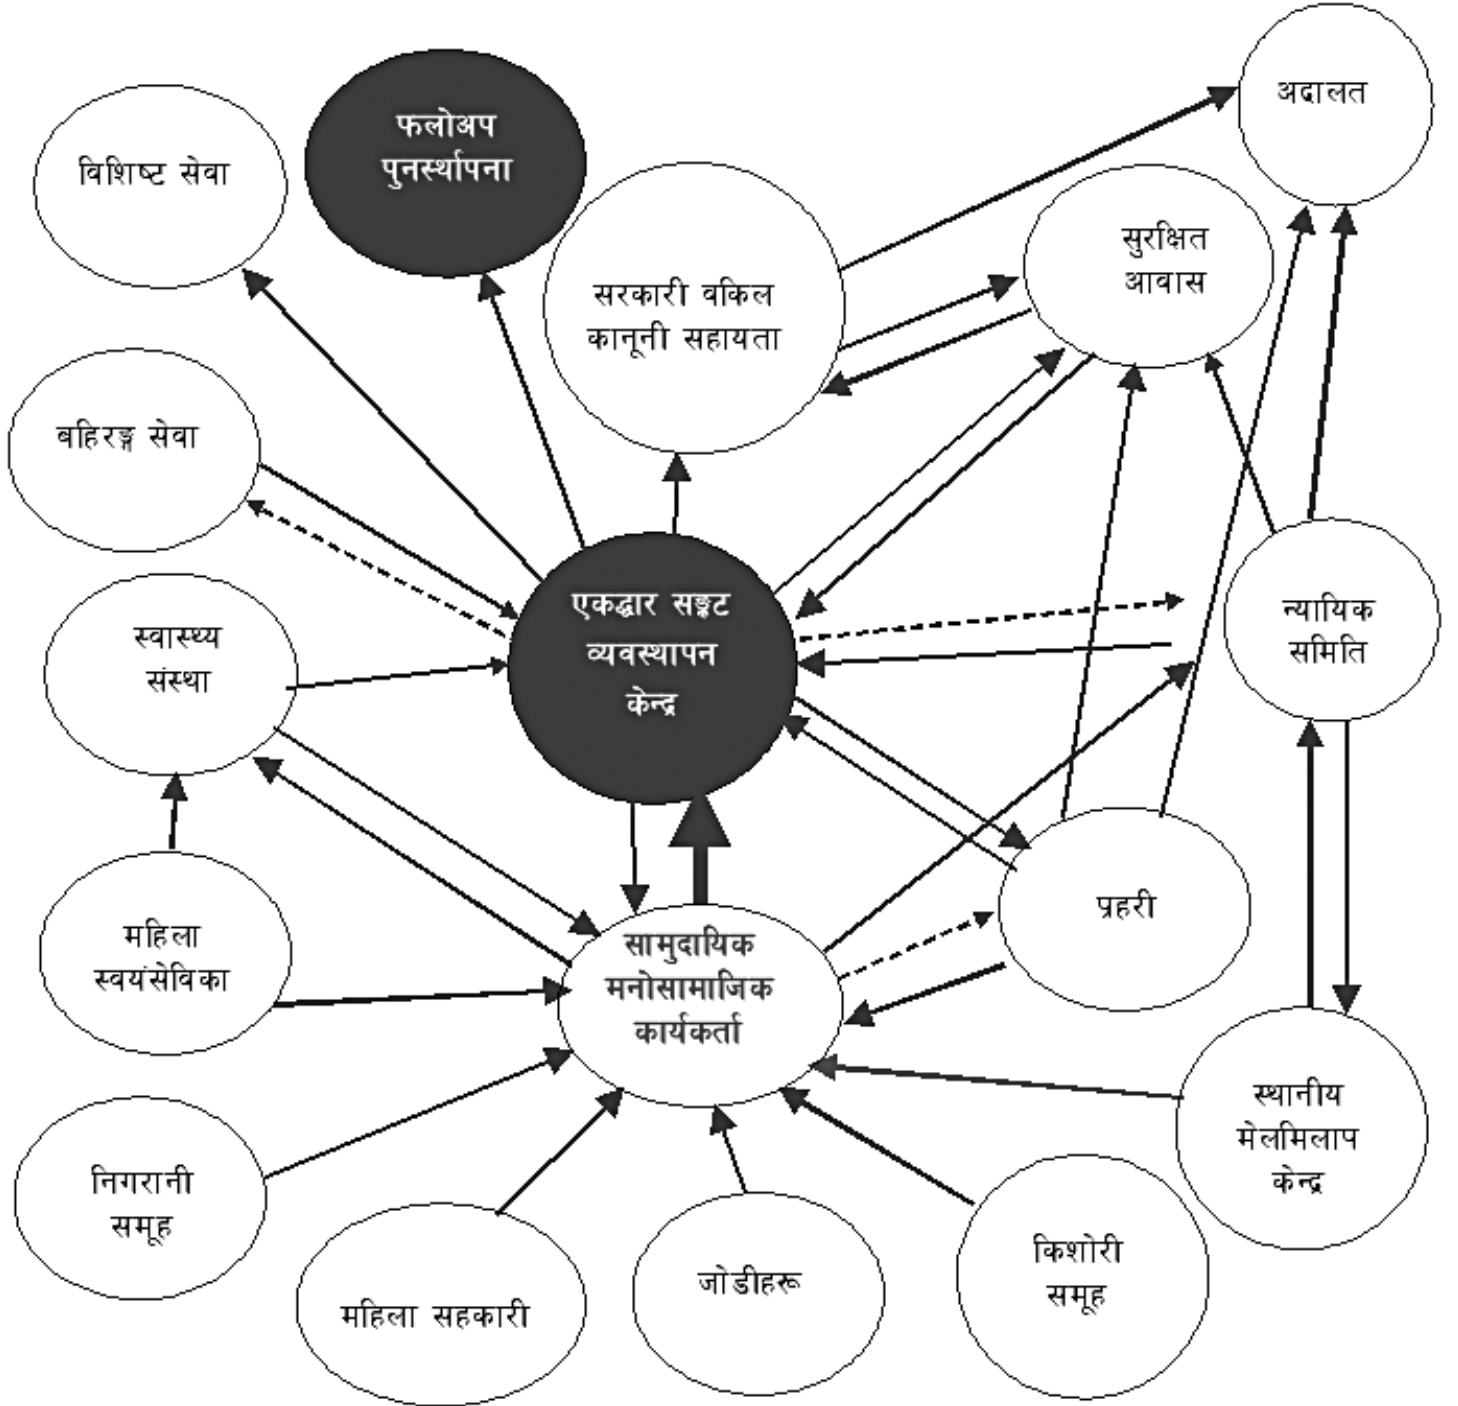 अदालत
फलोअप
पुनर्स्थापना
विशिष्ट सेवा
सुरक्षित
आवास
सरकारी वकिल
कानूनी सहायता
बहिरङ्ग सेवा
एकद्धार सङ्कट
व्यवस्थापन
केन्द्र
न्यायिक
समिति
स्वास्थ्य
संस्था
प्रहरी
महिला
स्वयंसेविका
सामुदायिक
मनोसामाजिक
कार्यकर्ता
स्थानीय
मेलमिलाप
केन्द्र
निगरानी
समूह
किशोरी
समूह
जोडीहरू
महिला सहकारी